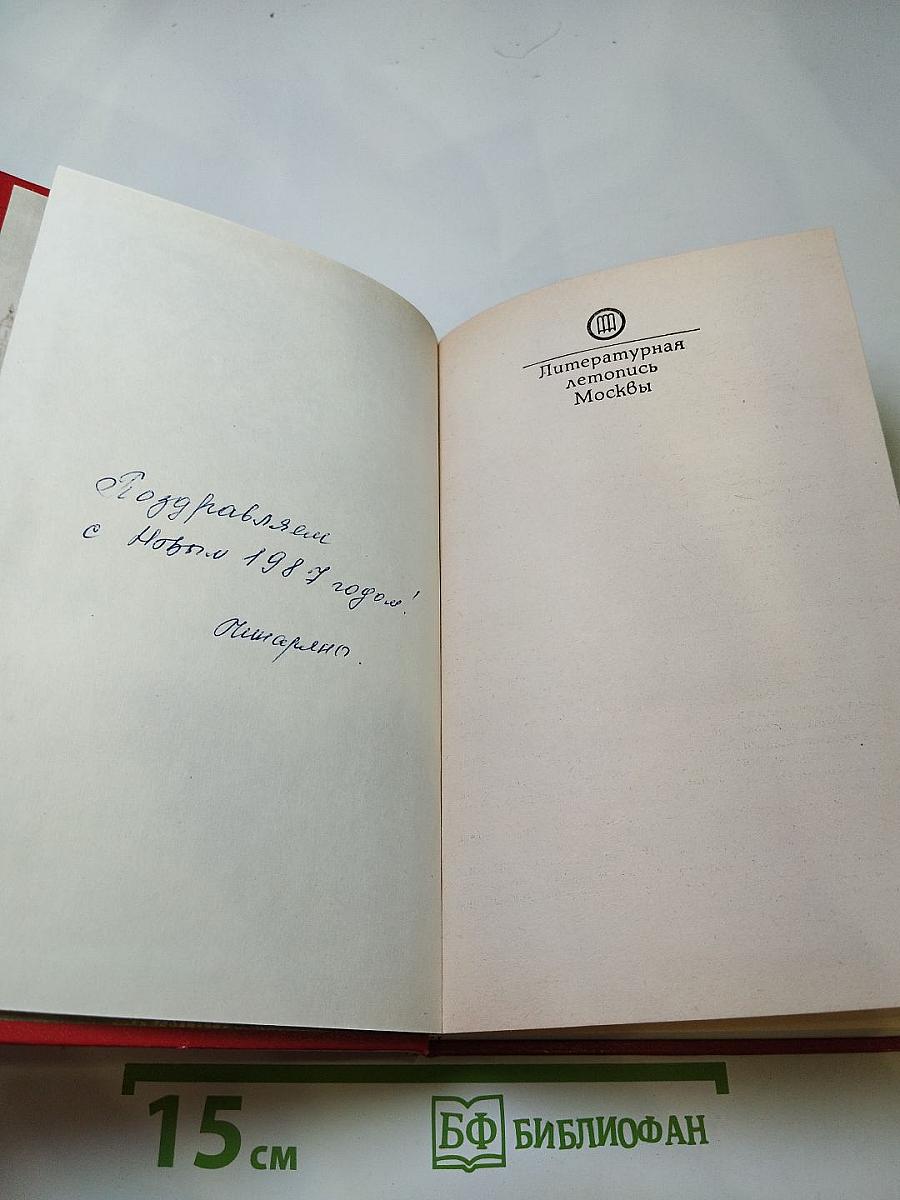 Поздравляем
с Новым 1987 годом!
Литературная
летопись
Москвы
15 см
БФ БИБЛИОФАН